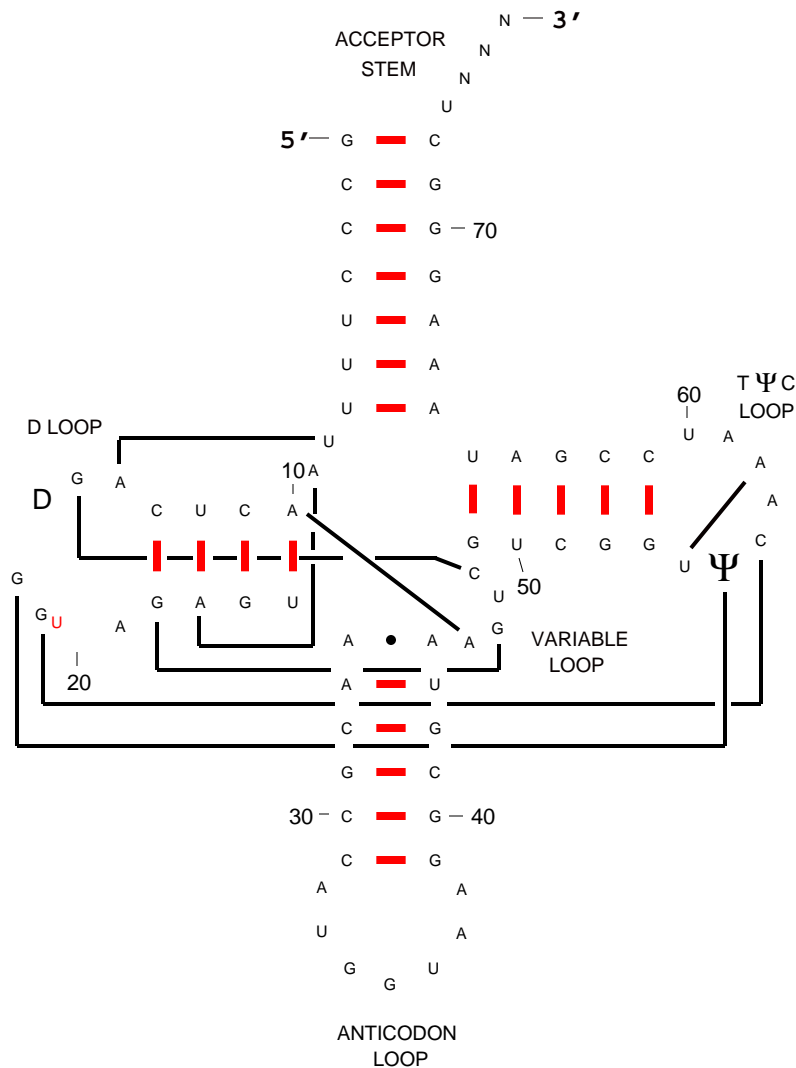 N 3′
ACCEPTOR
STEM
N
N
U
5′ G C
C G
C G 70
C G
U A
U A
U A
T Ψ C
LOOP
60
D LOOP
U
U A
U A G C C
A
G A
10
A
A
D
C U C A
G U C G G
U Ψ C
C
50
G
G A G U
U
G U
A
A A A
G
VARIABLE
LOOP
20
A U
C G
G C
30 C G 40
C G
A A
U A
G U
G
ANTICODON
LOOP